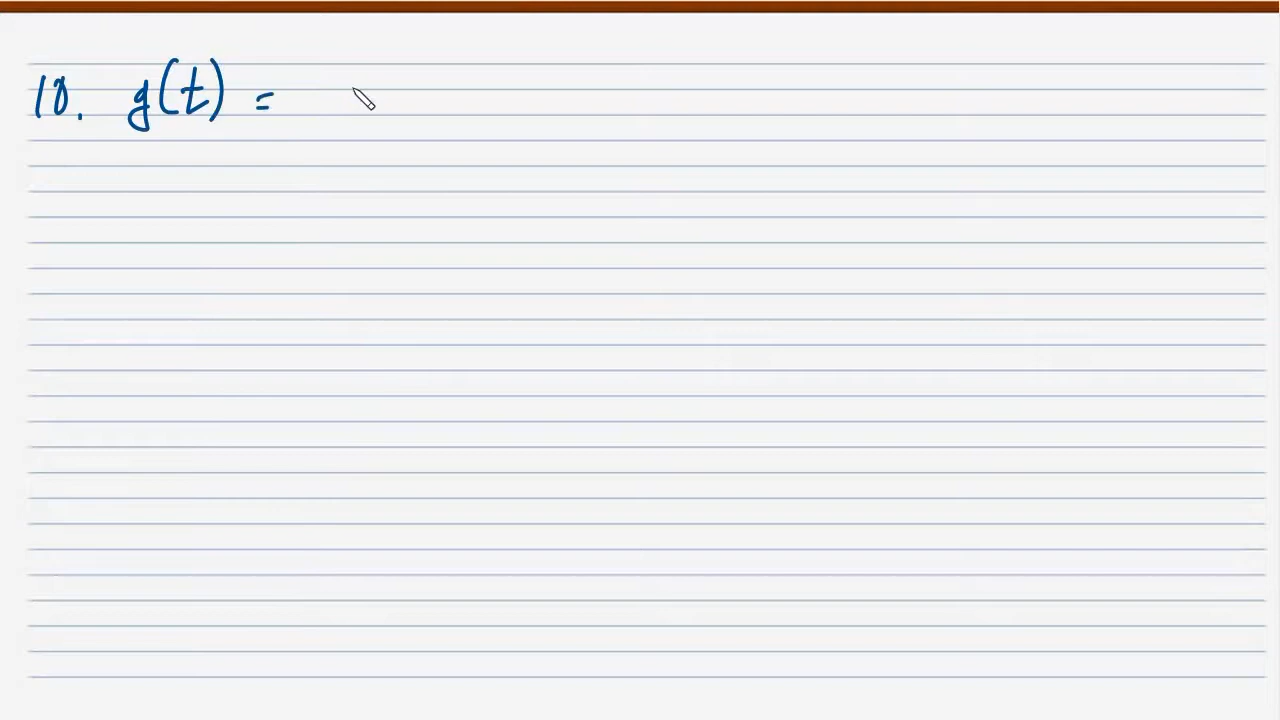 10. g(t) =